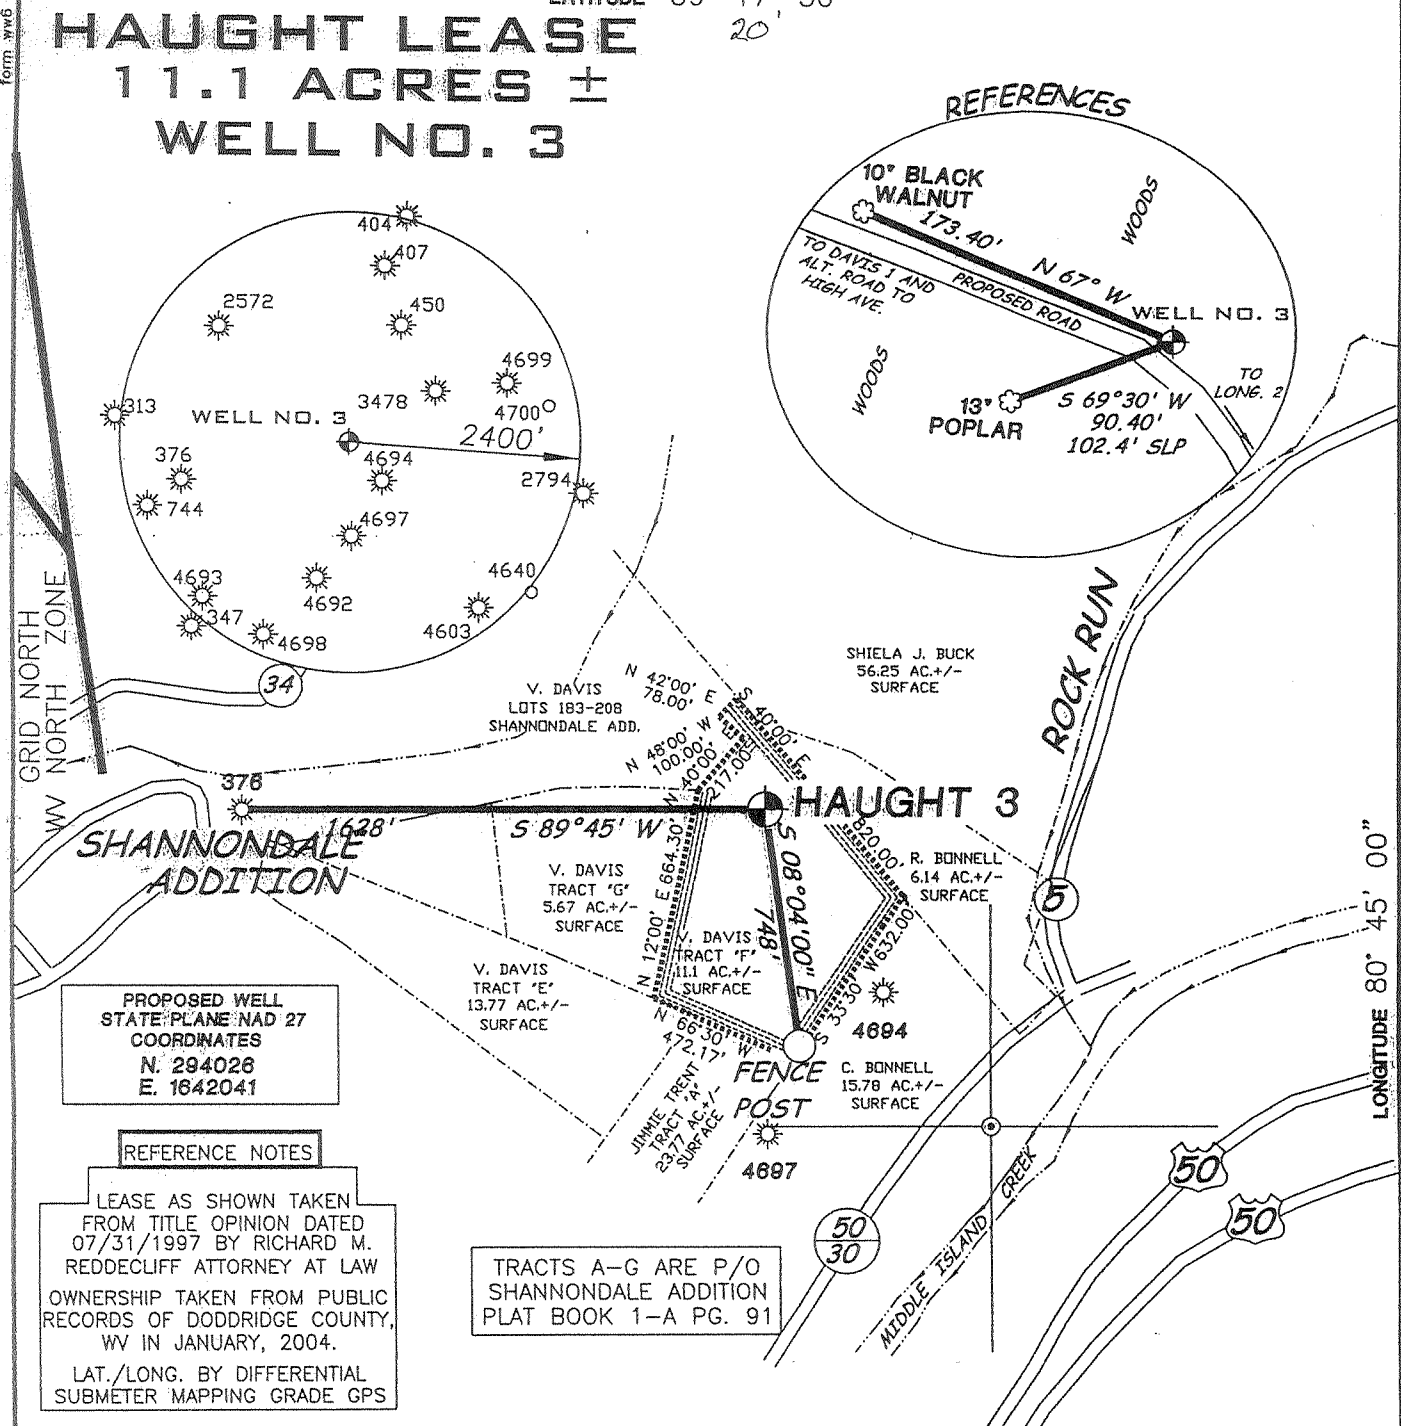 form ww6
20'
HAUGHT LEASE
11.1 ACRES ±
WELL NO. 3
REFERENCES
10" BLACK
WALNUT
173.40'
N 67° W
WOODS
TO DAVIS 1 AND
ALT. ROAD TO
HIGH AVE.
PROPOSED ROAD
WELL NO. 3
WOODS
TO
LONG. 2
13"
POPLAR
S 69°30' W
90.40'
102.4' SLP
404
407
2572
450
4699
313
3478
4700
WELL NO. 3
2400'
376
4694
2794
744
4697
4693
4692
4640
347
4698
4603
GRID NORTH
WV NORTH ZONE
34
V. DAVIS
LOTS 183-208
SHANNONDALE ADD.
N 42°00' E
78.00'
N 48°00' W
100.00'
S 40°00' E
820.00'
N 40°00' E
217.00'
SHIELA J. BUCK
56.25 AC.+/-
SURFACE
ROCK RUN
376
1628'
S 89°45' W
HAUGHT 3
SHANNONDALE
ADDITION
V. DAVIS
TRACT "G"
5.67 AC.+/-
SURFACE
N 12°00' E 664.30'
S 08°04'00" E
748'
R. BONNELL
6.14 AC.+/-
SURFACE
5
V. DAVIS
TRACT "F"
11.1 AC.+/-
SURFACE
V. DAVIS
TRACT "E"
13.77 AC.+/-
SURFACE
S 33°30' W 632.00'
N 66°30' W
472.17'
4694
FENCE
POST
C. BONNELL
15.78 AC.+/-
SURFACE
JIMMIE TRENT
TRACT "A"
23.77 AC.+/-
SURFACE
4697
LONGITUDE 80° 45' 00"
PROPOSED WELL
STATE PLANE NAD 27
COORDINATES
N. 294026
E. 1642041
REFERENCE NOTES
LEASE AS SHOWN TAKEN
FROM TITLE OPINION DATED
07/31/1997 BY RICHARD M.
REDDECLIFF ATTORNEY AT LAW
OWNERSHIP TAKEN FROM PUBLIC
RECORDS OF DODDRIDGE COUNTY,
WV IN JANUARY, 2004.
LAT./LONG. BY DIFFERENTIAL
SUBMETER MAPPING GRADE GPS
TRACTS A-G ARE P/O
SHANNONDALE ADDITION
PLAT BOOK 1-A PG. 91
50
30
MIDDLE ISLAND CREEK
50
50